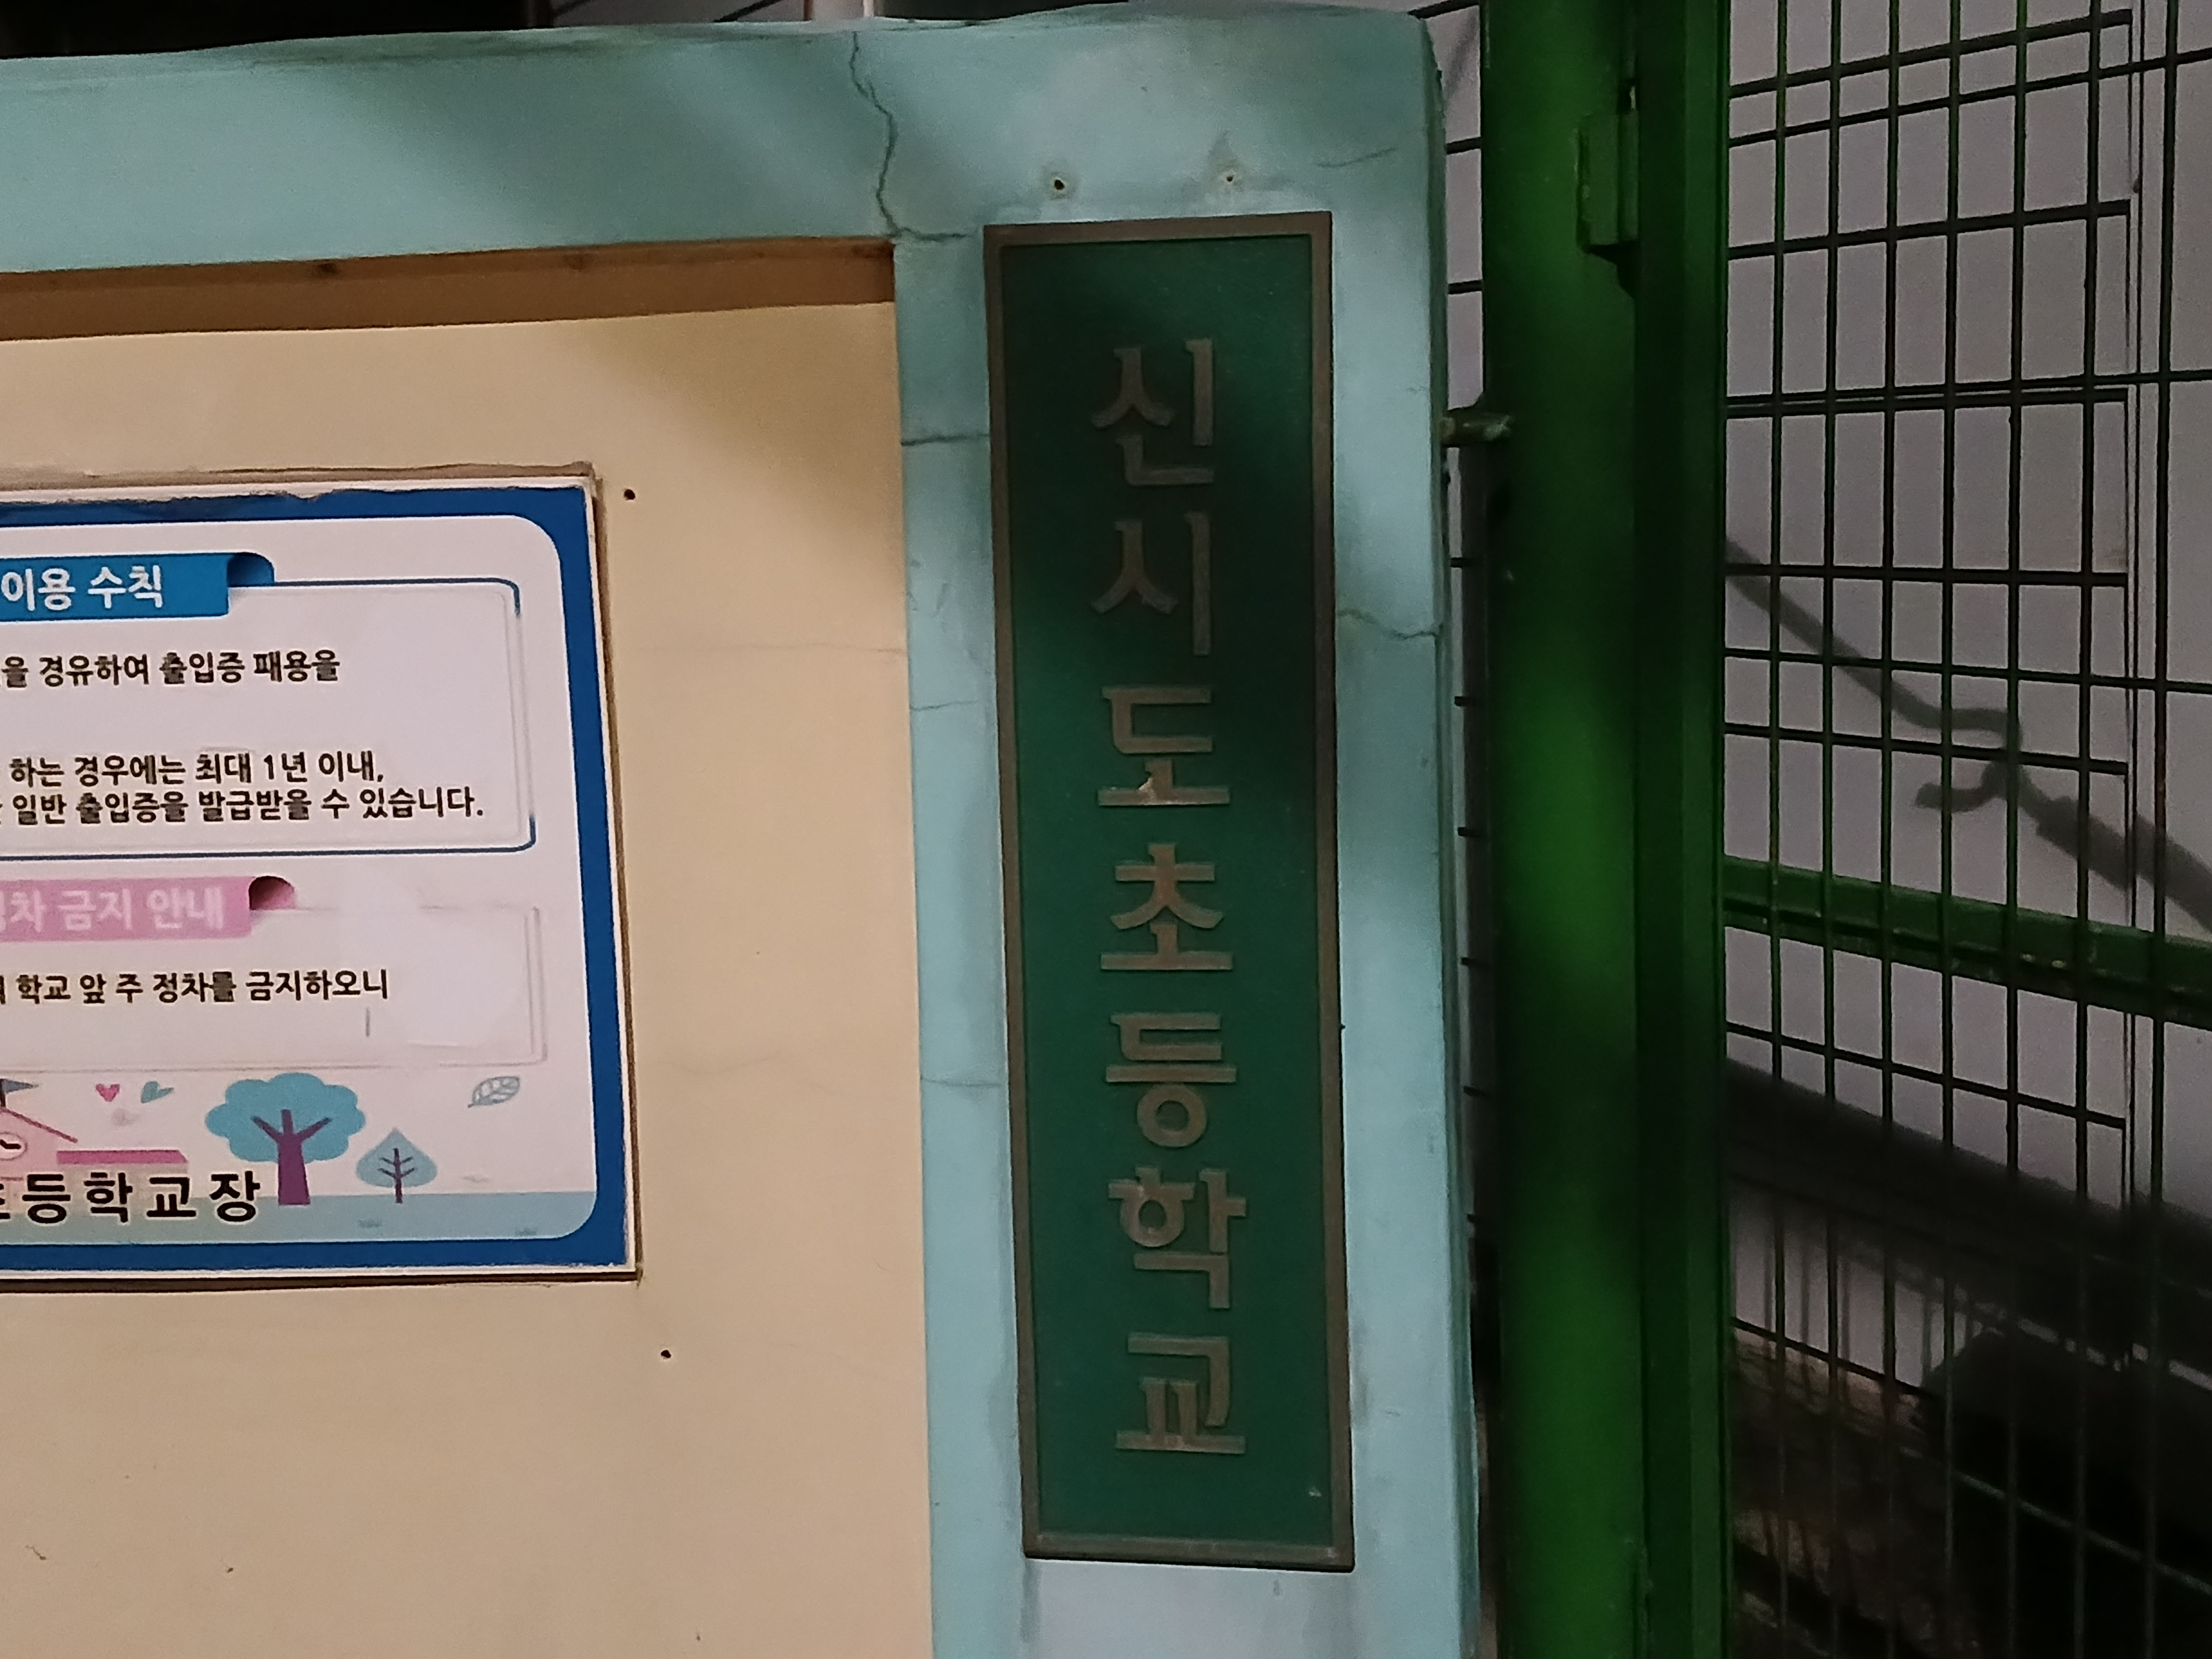 이용 수칙
을 경유하여 출입증 패용을
하는 경우에는 최대 1년 이내,
일반 출입증을 발급받을 수 있습니다.
차 금지 안내
학교 앞 주 정차를 금지하오니
등학교장
신시도초등학교